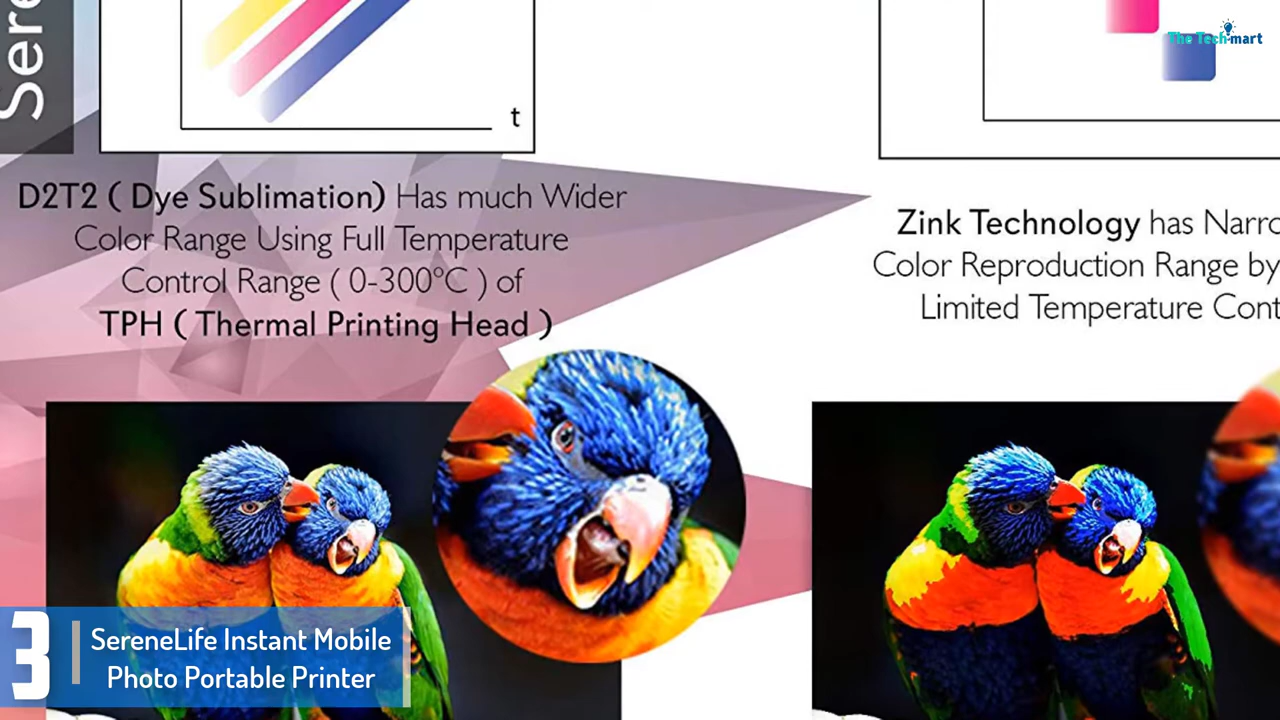 Sere
The Tech-mart
t
D2T2 ( Dye Sublimation) Has much Wider
Color Range Using Full Temperature
Control Range ( 0-300°C ) of
TPH ( Thermal Printing Head )
Zink Technology has Narro
Color Reproduction Range by
Limited Temperature Cont
3
SereneLife Instant Mobile
Photo Portable Printer